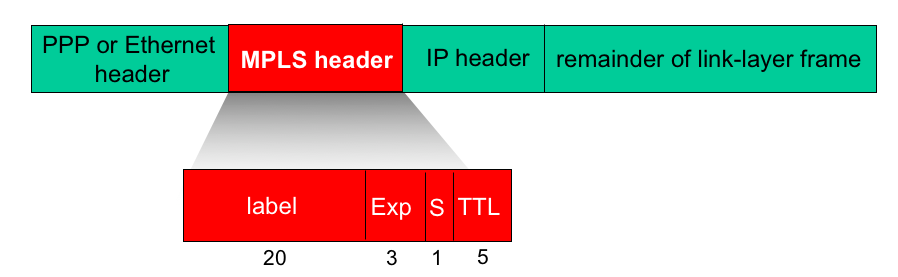 PPP or Ethernet
header
MPLS header
IP header
remainder of link-layer frame
label
Exp
S
TTL
20
3
1
5